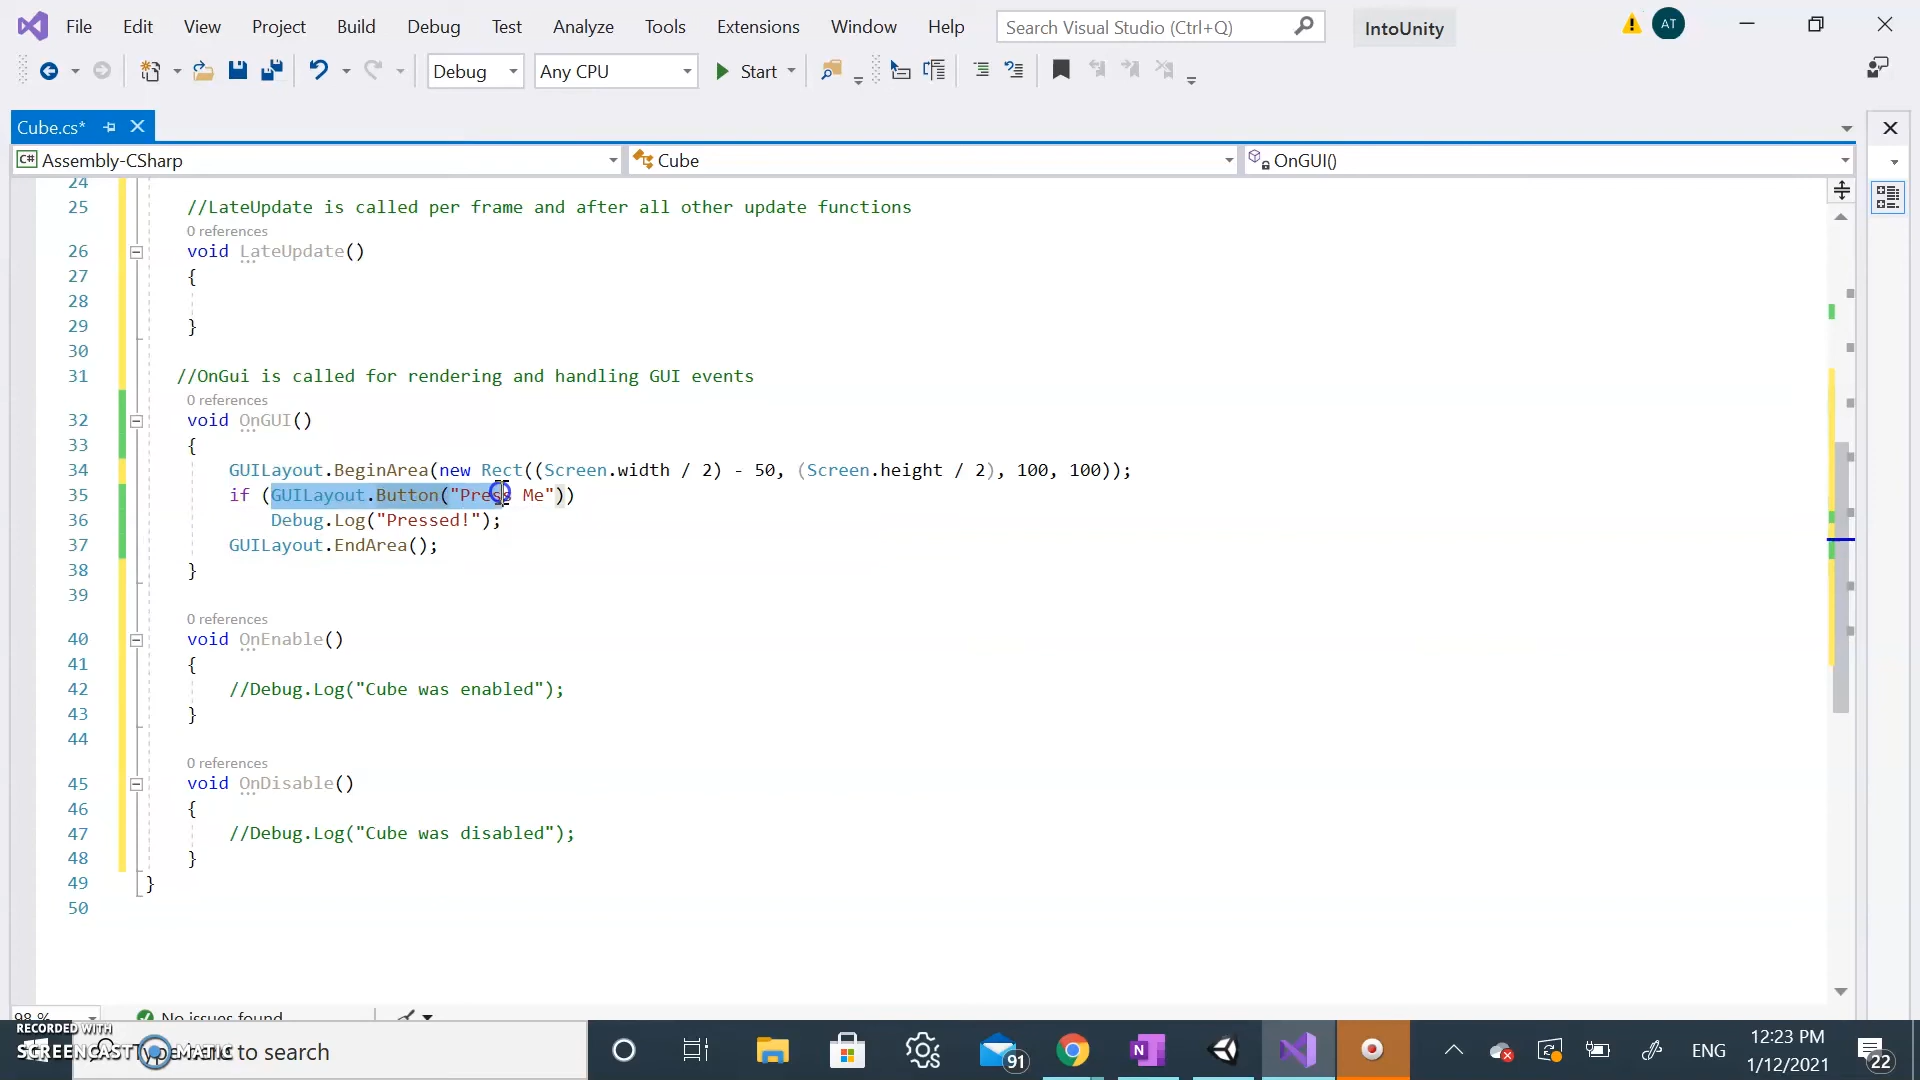 File Edit View Project Build Debug Test Analyze Tools Extensions Window Help Search Visual Studio (Ctrl+Q) IntoUnity AT
Debug Any CPU Start
Cube.cs*
C# Assembly-CSharp Cube OnGUI()
24
25 //LateUpdate is called per frame and after all other update functions
0 references
26 void LateUpdate()
27 {
28
29 }
30
31 //OnGui is called for rendering and handling GUI events
0 references
32 void OnGUI()
33 {
34 GUILayout.BeginArea(new Rect((Screen.width / 2) - 50, (Screen.height / 2), 100, 100));
35 if (GUILayout.Button("Press Me"))
36 Debug.Log("Pressed!");
37 GUILayout.EndArea();
38 }
39
0 references
40 void OnEnable()
41 {
42 //Debug.Log("Cube was enabled");
43 }
44
0 references
45 void OnDisable()
46 {
47 //Debug.Log("Cube was disabled");
48 }
49 }
50
98 % No issues found
RECORDED WITH
SCREENCAST MATIC
Type here to search 91 ENG 12:23 PM
1/12/2021 22